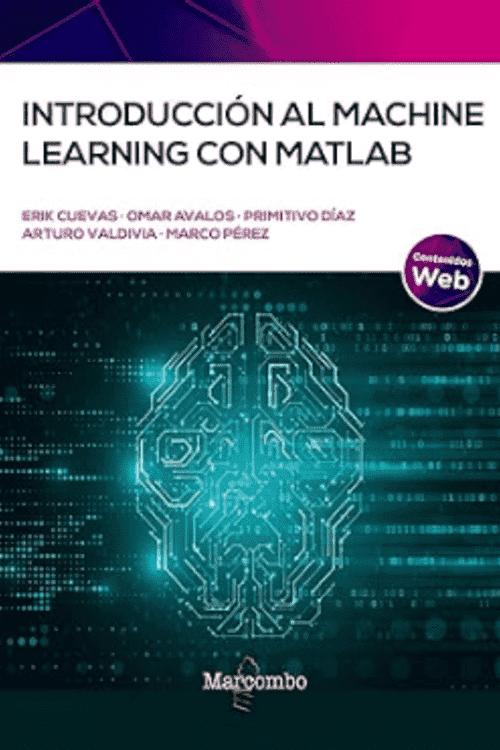 INTRODUCCIÓN AL MACHINE
LEARNING CON MATLAB
ERIK CUEVAS · OMAR AVALOS · PRIMITIVO DÍAZ
ARTURO VALDIVIA · MARCO PÉREZ
Contenidos
Web
Marcombo